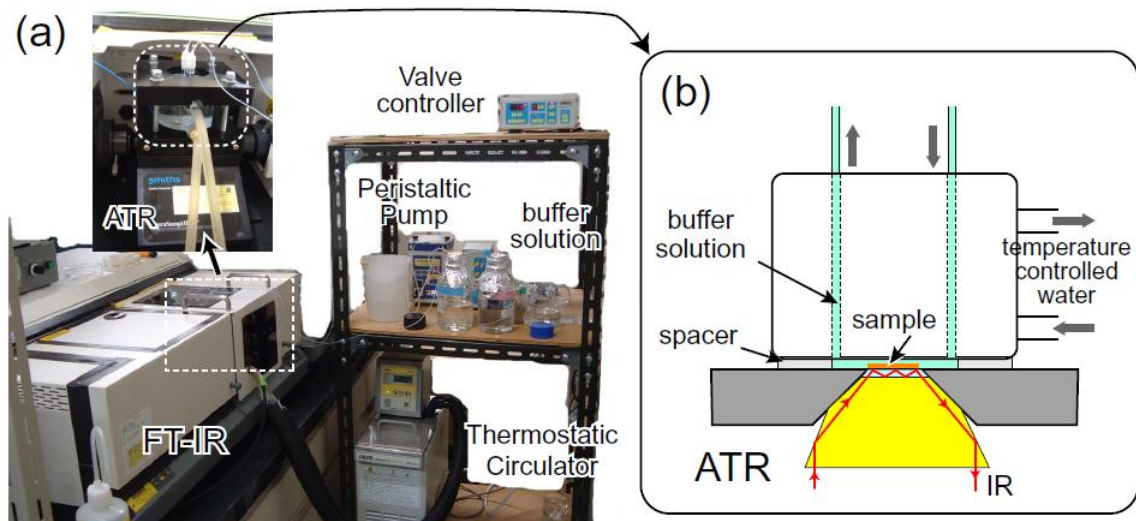 (a)
Valve
controller
smiths
ATR
Peristaltic
Pump
buffer
solution
FT-IR
Thermostatic
Circulator
(b)
buffer
solution
temperature
controlled
water
sample
spacer
ATR
IR